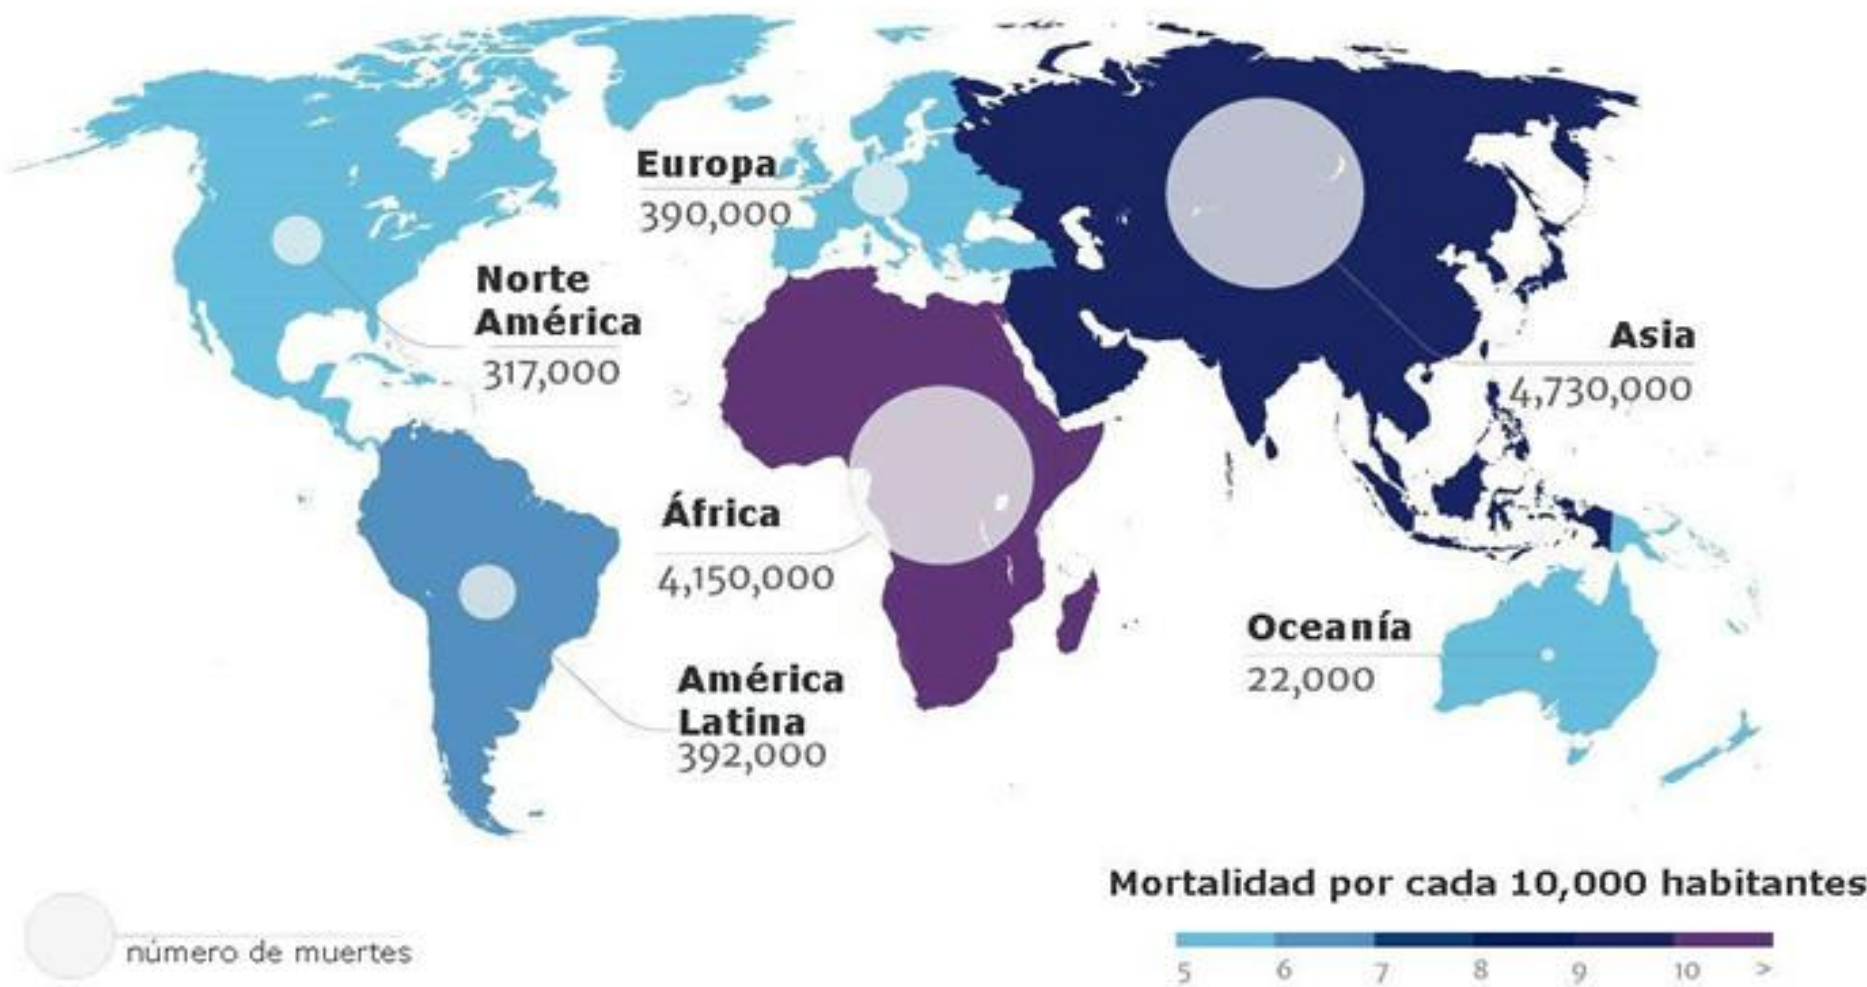 Europa
390,000
Norte
América
317,000
Asia
4,730,000
África
4,150,000
Oceanía
22,000
América
Latina
392,000
Mortalidad por cada 10,000 habitantes
número de muertes
5 6 7 8 9 10 >